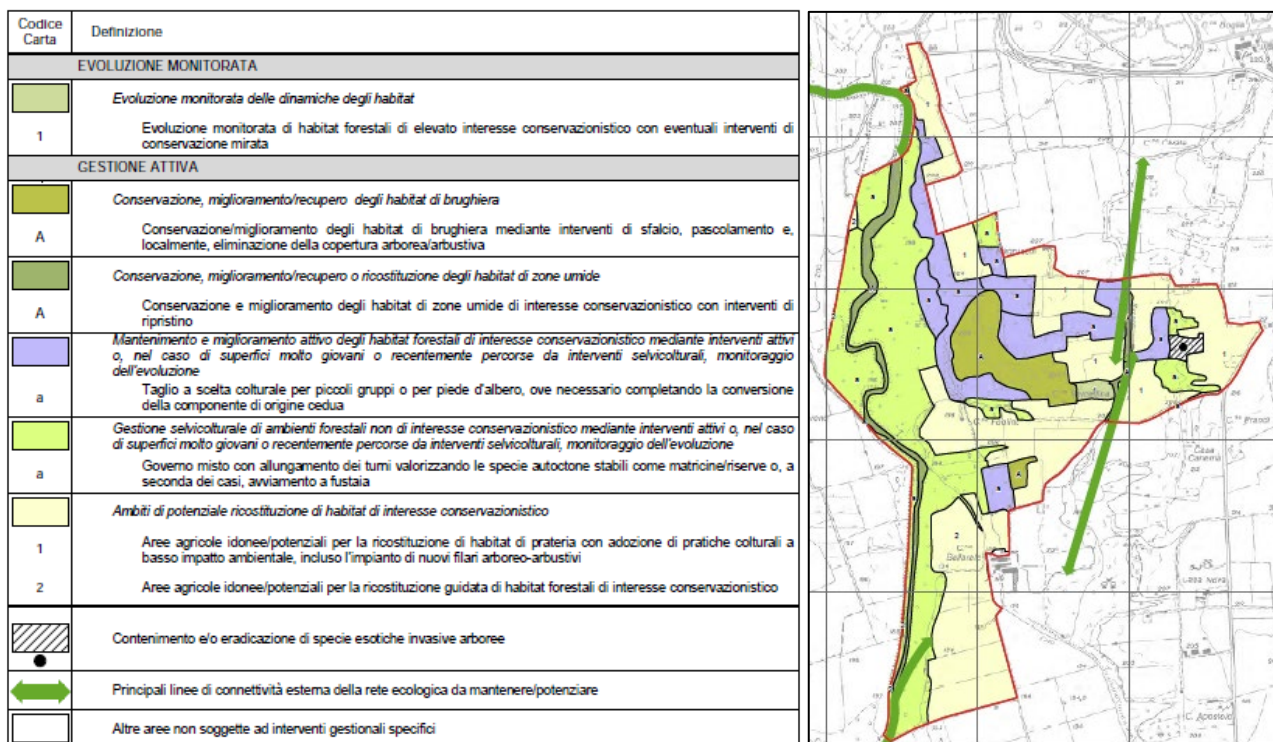 Codice
Carta
Definizione
EVOLUZIONE MONITORATA
Evoluzione monitorata delle dinamiche degli habitat
1
Evoluzione monitorata di habitat forestali di elevato interesse conservazionistico con eventuali interventi di
conservazione mirata
GESTIONE ATTIVA
Conservazione, miglioramento/recupero degli habitat di brughiera
A
Conservazione/miglioramento degli habitat di brughiera mediante interventi di sfalcio, pascolamento e,
localmente, eliminazione della copertura arborea/arbustiva
Conservazione, miglioramento/recupero o ricostituzione degli habitat di zone umide
A
Conservazione e miglioramento degli habitat di zone umide di interesse conservazionistico con interventi di
ripristino
Mantenimento e miglioramento attivo degli habitat forestali di interesse conservazionistico mediante interventi attivi
o, nel caso di superfici molto giovani o recentemente percorse da interventi selvicolturali, monitoraggio
dell'evoluzione
a
Taglio a scelta colturale per piccoli gruppi o per piede d'albero, ove necessario completando la conversione
della componente di origine cedua
Gestione selvicolturale di ambienti forestali non di interesse conservazionistico mediante interventi attivi o, nel caso
di superfici molto giovani o recentemente percorse da interventi selvicolturali, monitoraggio dell'evoluzione
a
Governo misto con allungamento dei turni valorizzando le specie autoctone stabili come matricine/riserve o, a
seconda dei casi, avviamento a fustaia
Ambiti di potenziale ricostituzione di habitat di interesse conservazionistico
1
Aree agricole idonee/potenziali per la ricostituzione di habitat di prateria con adozione di pratiche colturali a
basso impatto ambientale, incluso l'impianto di nuovi filari arboreo-arbustivi
2
Aree agricole idonee/potenziali per la ricostituzione guidata di habitat forestali di interesse conservazionistico
Contenimento e/o eradicazione di specie esotiche invasive arboree
Principali linee di connettività esterna della rete ecologica da mantenere/potenziare
Altre aree non soggette ad interventi gestionali specifici
1
2
A
1
1
1
2
Casa